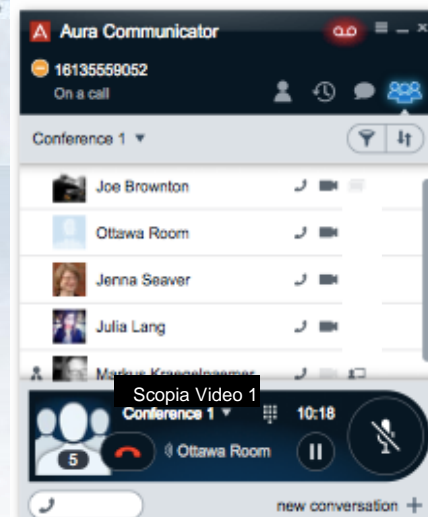 Aura Communicator
16135559052
On a call
Conference 1
Joe Brownton
Ottawa Room
Jenna Seaver
Julia Lang
Markus
Scopia Video 1
Conference 1
10:18
5
Ottawa Room
new conversation +